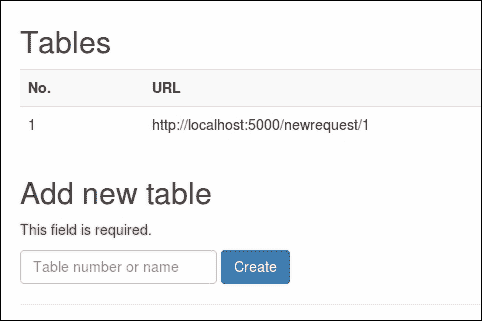 Tables
No. URL
1 http://localhost:5000/newrequest/1
Add new table
This field is required.
Table number or name Create